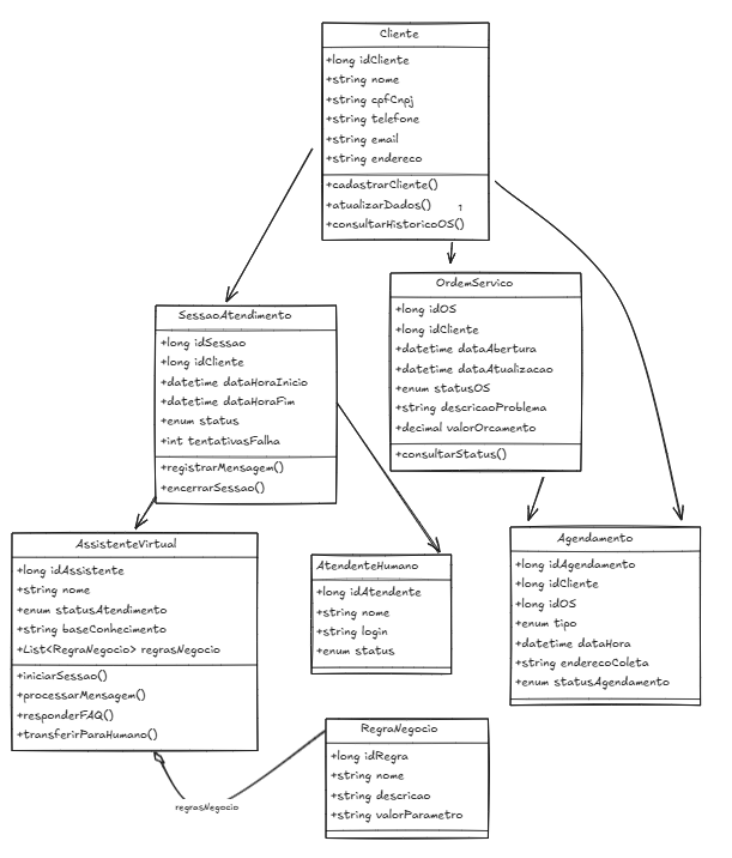 Cliente
+long idCliente
+string nome
+string cpfCnpj
+string telefone
+string email
+string endereco
+cadastrarCliente()
+atualizarDados()
1
+consultarHistoricoOS()
SessaoAtendimento
+long idSessao
+long idCliente
+datetime dataHoraInicio
+datetime dataHoraFim
+enum status
+int tentativasFalha
+registrarMensagem()
+encerrarSessao()
OrdemServico
+long idOS
+long idCliente
+datetime dataAbertura
+datetime dataAtualizacao
+enum statusOS
+string descricaoProblema
+decimal valorOrcamento
+consultarStatus()
AssistenteVirtual
+long idAssistente
+string nome
+enum statusAtendimento
+string baseConhecimento
+List<RegraNegocio> regrasNegocio
+iniciarSessao()
+processarMensagem()
+responderFAQ()
+transferirParaHumano()
AtendenteHumano
+long idAtendente
+string nome
+string login
+enum status
Agendamento
+long idAgendamento
+long idCliente
+long idOS
+enum tipo
+datetime dataHora
+string enderecoColeta
+enum statusAgendamento
regrasNegocio
RegraNegocio
+long idRegra
+string nome
+string descricao
+string valorParametro